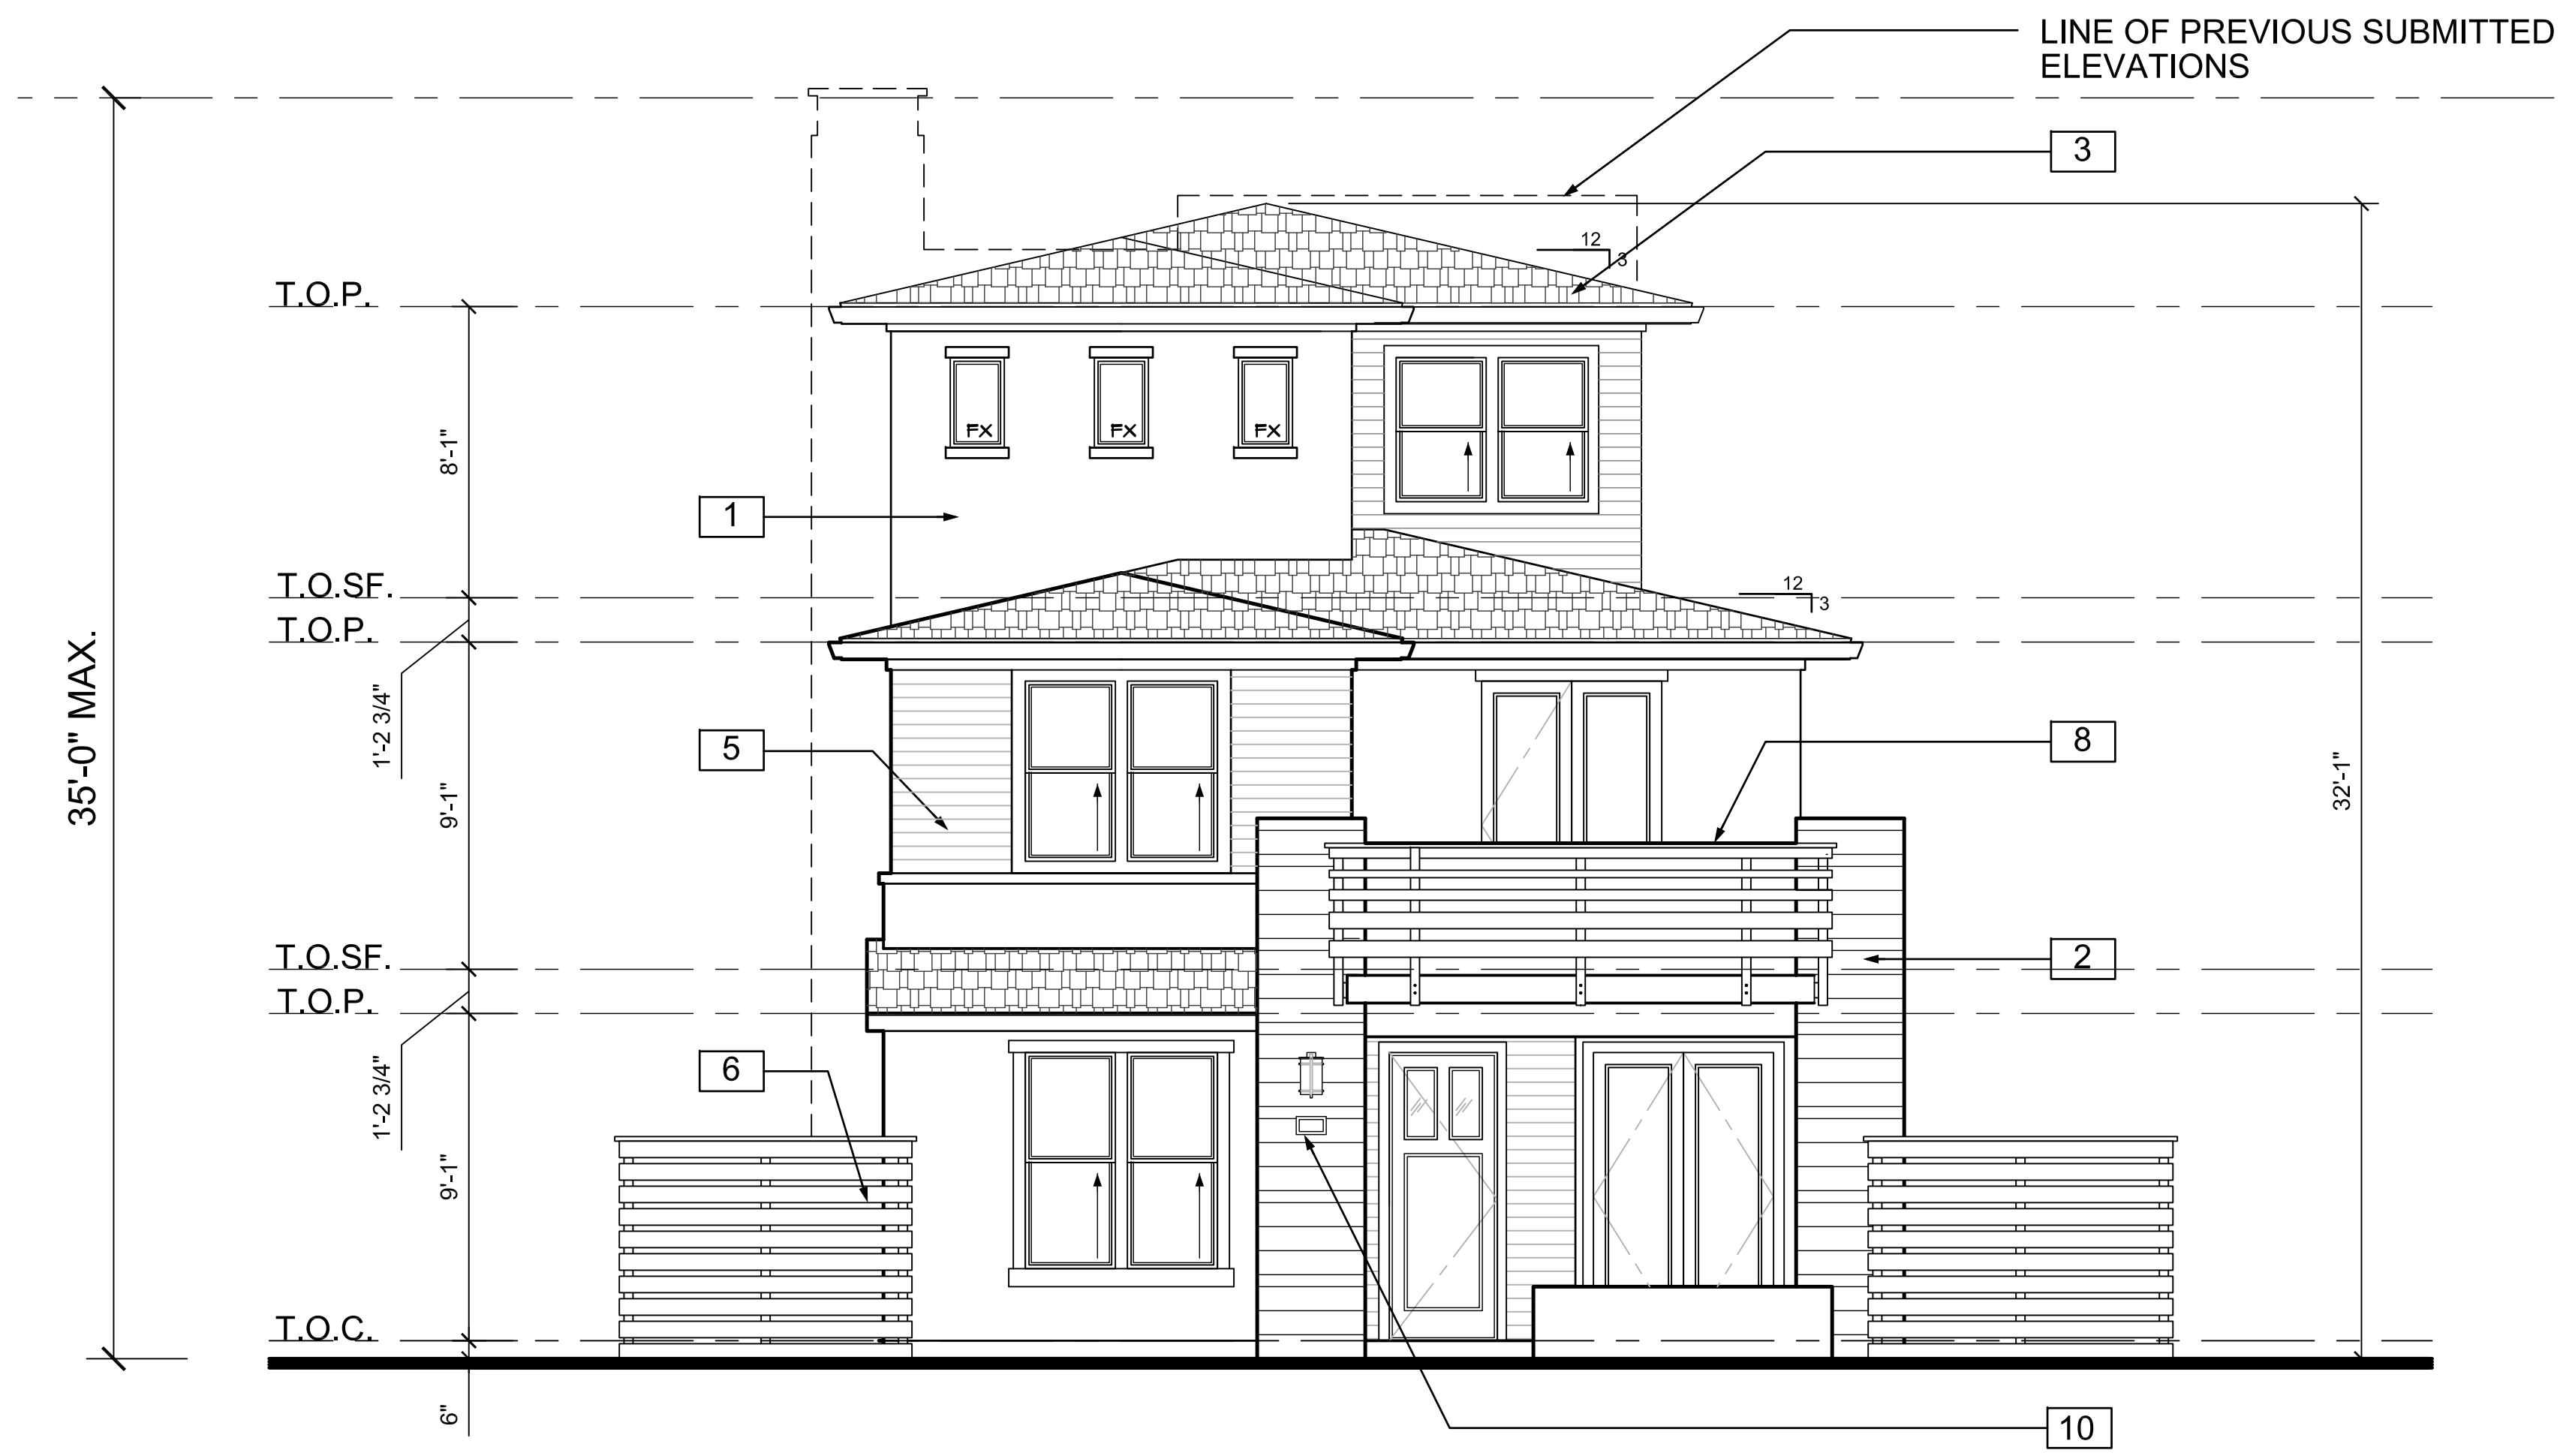 LINE OF PREVIOUS SUBMITTED
ELEVATIONS
3
12
3
T.O.P.
8'-1"
FX
FX
FX
1
T.O.SF.
12
3
T.O.P.
35'-0" MAX.
1'-2 3/4"
5
8
9'-1"
32'-1"
T.O.SF.
2
T.O.P.
6
1'-2 3/4"
9'-1"
T.O.C.
6"
10